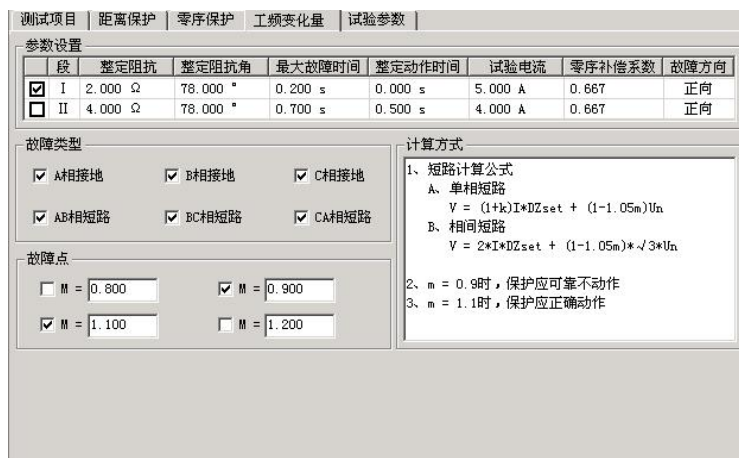 测试项目 距离保护 零序保护 工频变化量 试验参数
参数设置
段 整定阻抗 整定阻抗角 最大故障时间 整定动作时间 试验电流 零序补偿系数 故障方向
I 2.000 Ω 78.000 ° 0.200 s 0.000 s 5.000 A 0.667 正向
II 4.000 Ω 78.000 ° 0.700 s 0.500 s 4.000 A 0.667 正向
故障类型
A相接地 B相接地 C相接地
AB相短路 BC相短路 CA相短路
故障点
M = 0.800 M = 0.900
M = 1.100 M = 1.200
计算方式
1、短路计算公式
A、单相短路
V = (1+k)I*DZset + (1-1.05m)Un
B、相间短路
V = 2*I*DZset + (1-1.05m)*√3*Un
2、m = 0.9时，保护应可靠不动作
3、m = 1.1时，保护应正确动作